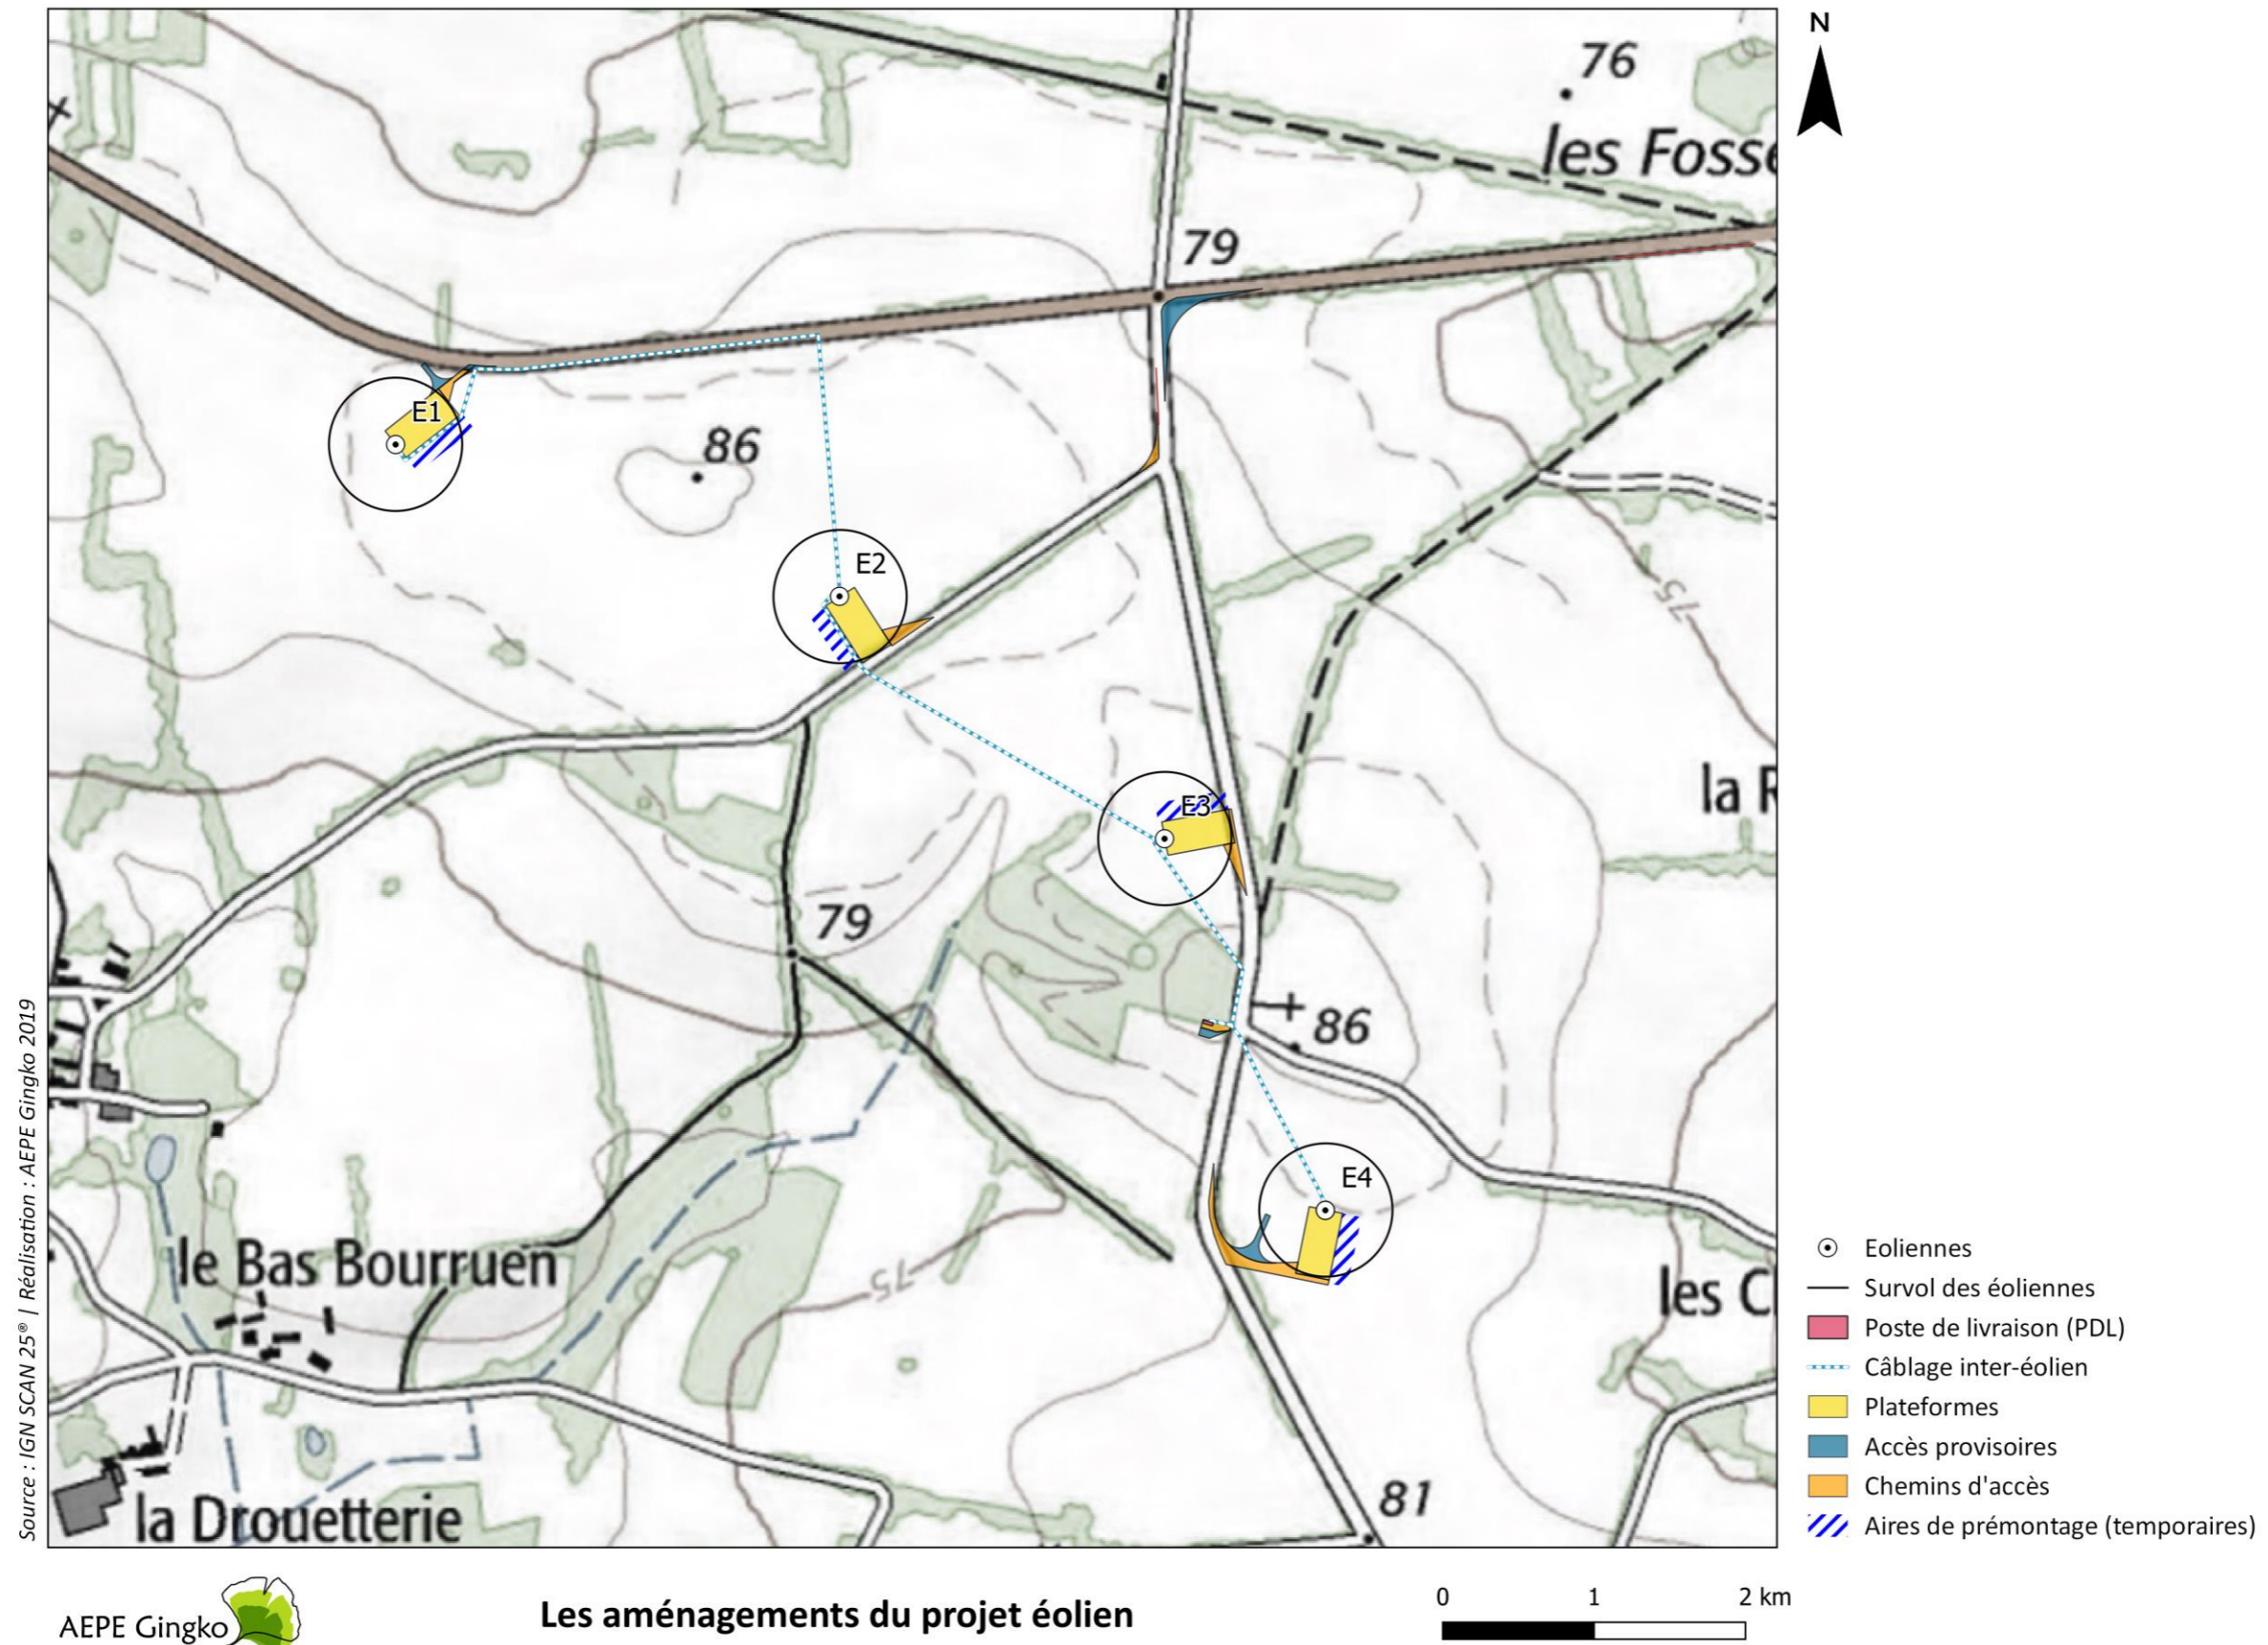 N
76
les Fosse
79
E1
86
E2
75
la R
E3
79
86
E4
le Bas Bourruen
75
les C
81
la Drouetterie
Source : IGN SCAN 25® | Réalisation : AEPE Gingko 2019
Eoliennes
Survol des éoliennes
Poste de livraison (PDL)
Câblage inter-éolien
Plateformes
Accès provisoires
Chemins d'accès
Aires de prémontage (temporaires)
AEPE Gingko
Les aménagements du projet éolien
0 1 2 km